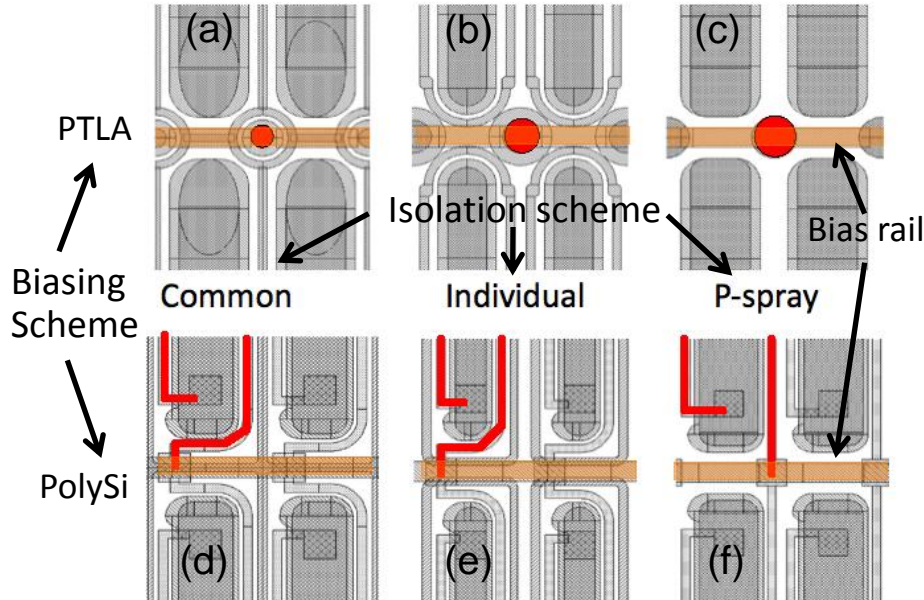 (a)
(b)
(c)
PTLA
Isolation scheme
Bias rail
Biasing
Scheme
Common
Individual
P-spray
PolySi
(d)
(e)
(f)